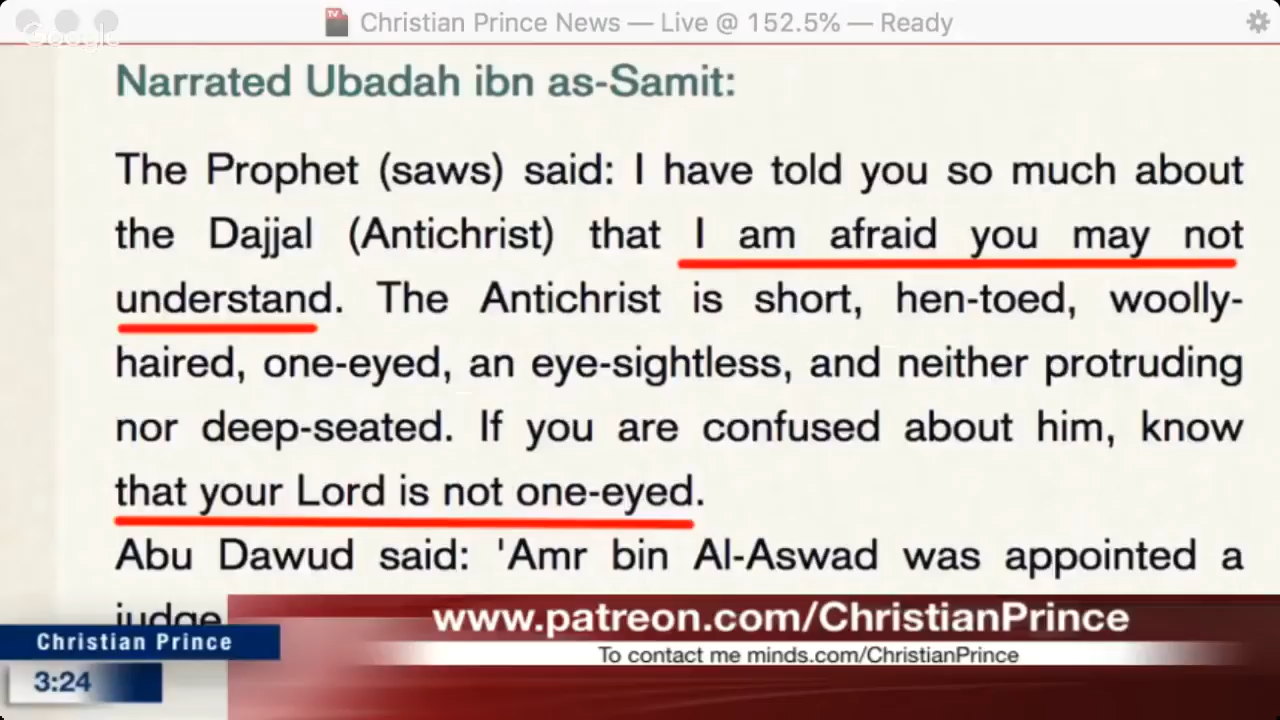 Christian Prince News — Live @ 152.5% — Ready
Google
Narrated Ubadah ibn as-Samit:
The Prophet (saws) said: I have told you so much about
the Dajjal (Antichrist) that I am afraid you may not
understand. The Antichrist is short, hen-toed, woolly-
haired, one-eyed, an eye-sightless, and neither protruding
nor deep-seated. If you are confused about him, know
that your Lord is not one-eyed.
Abu Dawud said: 'Amr bin Al-Aswad was appointed a
judge
www.patreon.com/ChristianPrince
Christian Prince
To contact me minds.com/ChristianPrince
3:24